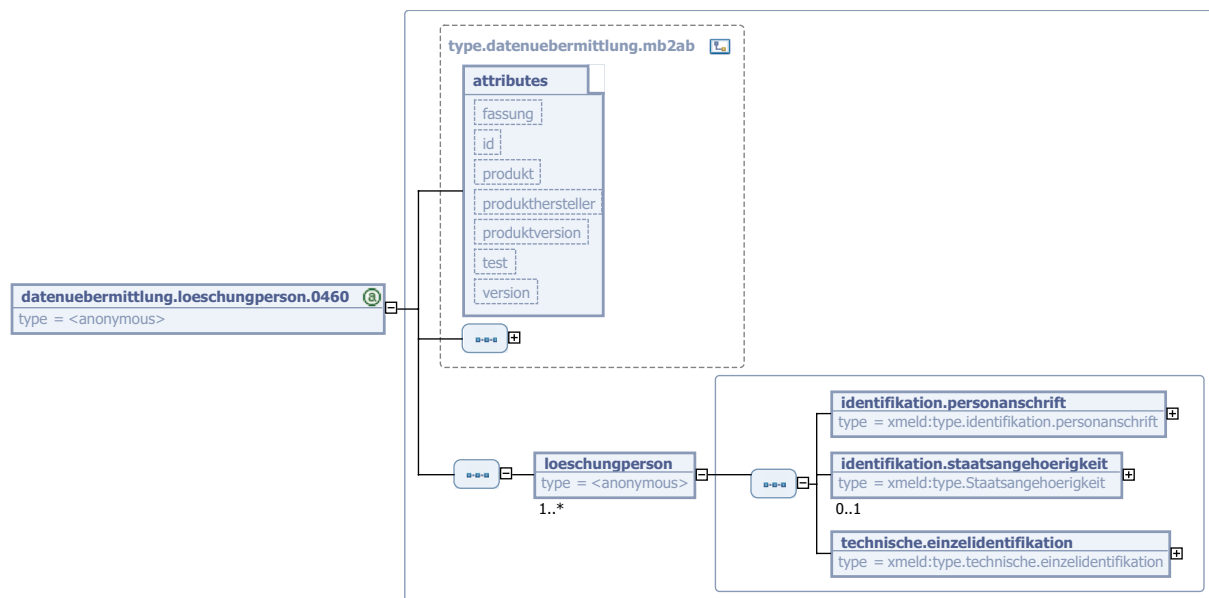 type.datenuebermittlung.mb2ab
attributes
fassung
id
produkt
produkthersteller
produktversion
test
version
datenuebermittlung.loeschungperson.0460 a
type = <anonymous>
loeschungperson
type = <anonymous>
1..*
identifikation.personanschrift
type = xmeld:type.identifikation.personanschrift
identifikation.staatsangehoerigkeit
type = xmeld:type.Staatsangehoerigkeit
0..1
technische.einzelidentifikation
type = xmeld:type.technische.einzelidentifikation